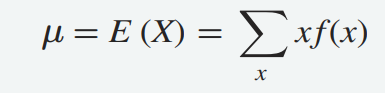 μ = E (X) = ∑ xf(x)
x